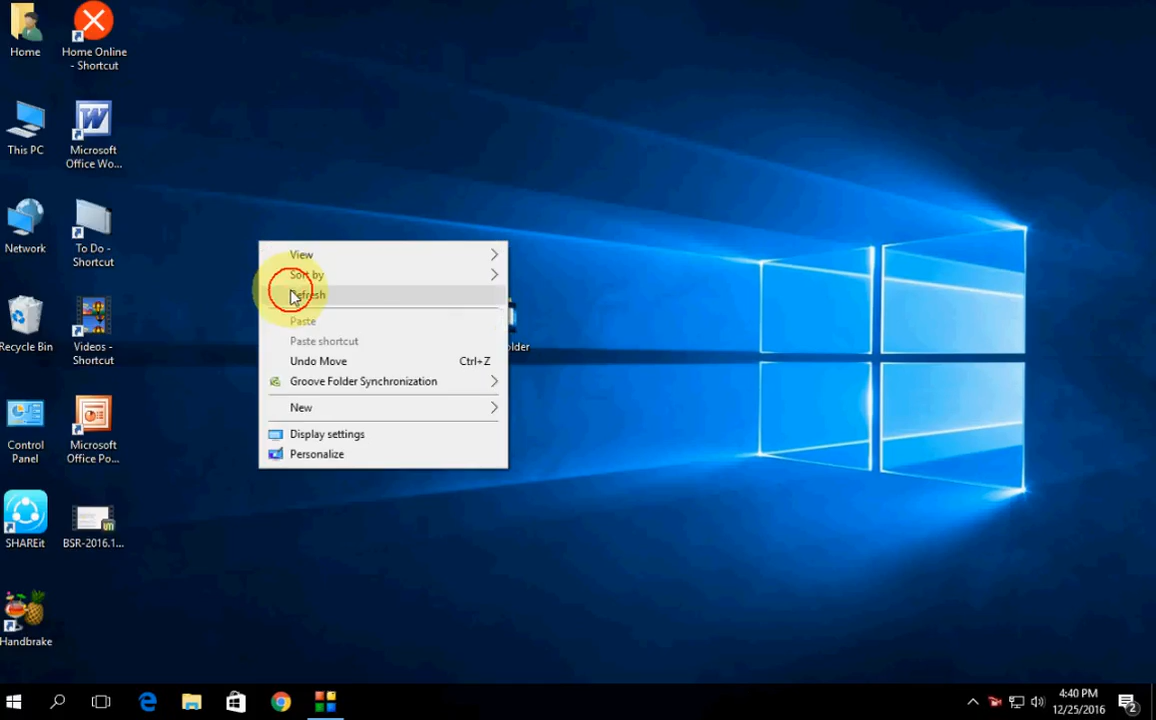 Home
Home Online
- Shortcut
This PC
Microsoft
Office Wo...
Network
To Do -
Shortcut
Recycle Bin
Videos -
Shortcut
Control
Panel
Microsoft
Office Po...
SHAREit
BSR-2016.1...
Handbrake
View
Sort by
Refresh
Paste
Paste shortcut
Undo Move Ctrl+Z
Groove Folder Synchronization
New
Display settings
Personalize
4:40 PM
12/25/2016
2